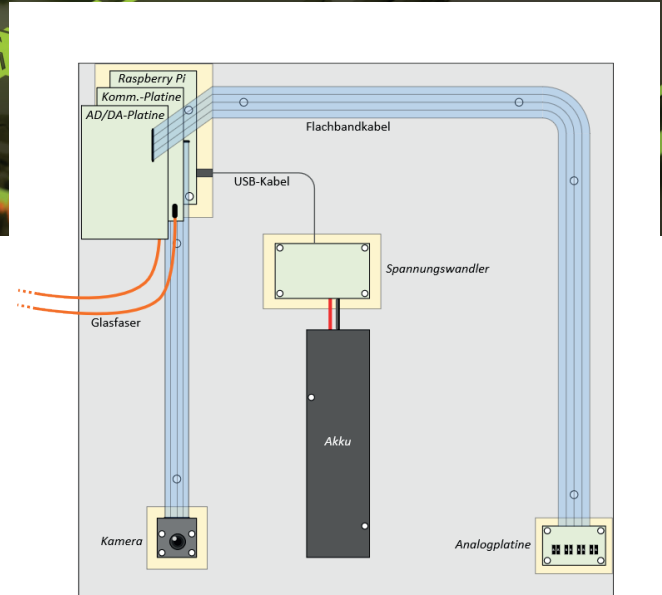 Raspberry Pi
Komm.-Platine
AD/DA-Platine
Flachbandkabel
USB-Kabel
Spannungswandler
Glasfaser
Akku
Kamera
Analogplatine